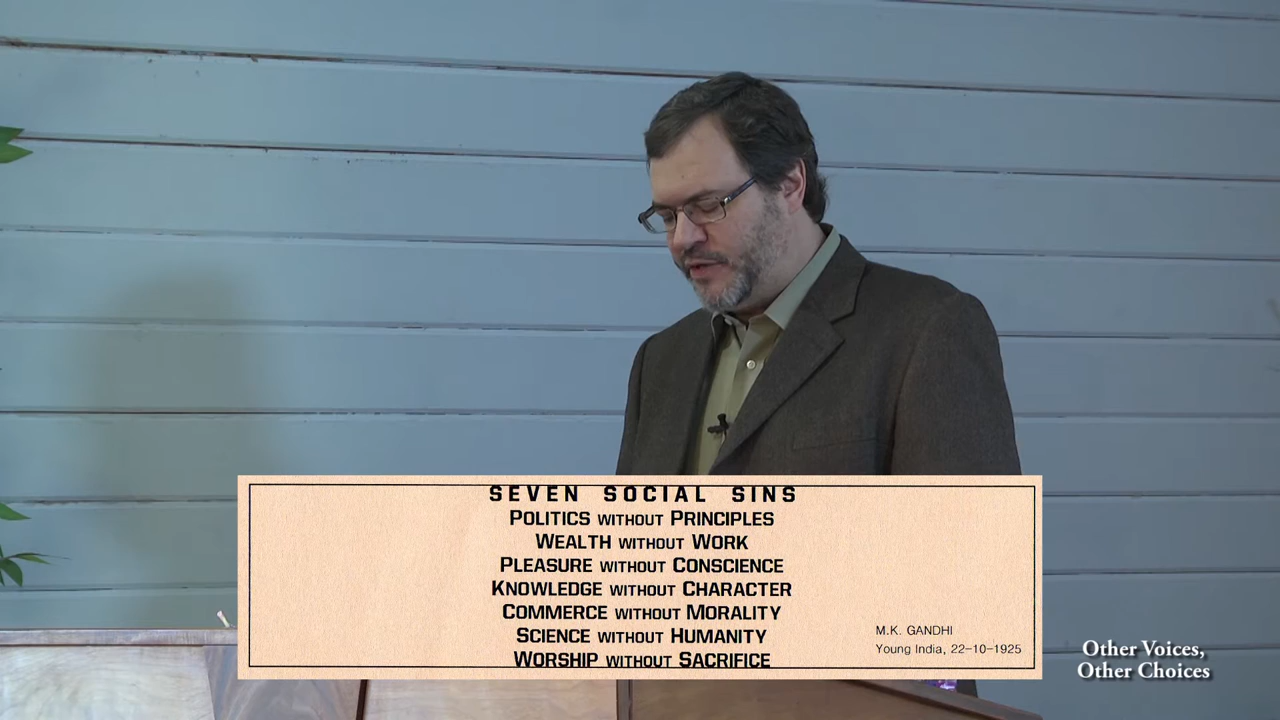 SEVEN SOCIAL SINS
POLITICS WITHOUT PRINCIPLES
WEALTH WITHOUT WORK
PLEASURE WITHOUT CONSCIENCE
KNOWLEDGE WITHOUT CHARACTER
COMMERCE WITHOUT MORALITY
SCIENCE WITHOUT HUMANITY
WORSHIP WITHOUT SACRIFICE
M.K. GANDHI
Young India, 22-10-1925
Other Voices,
Other Choices